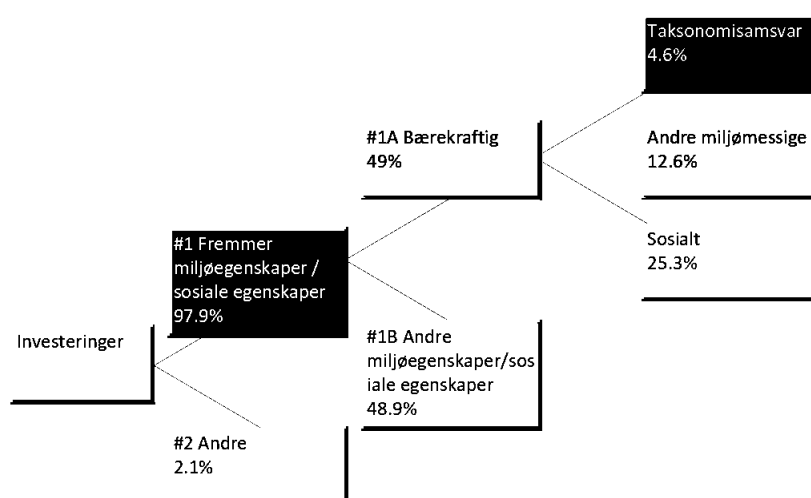 Taksonomisamsvar
4.6%
#1A Bærekraftig
49%
Andre miljømessige
12.6%
#1 Fremmer
miljøegenskaper /
sosiale egenskaper
97.9%
Sosialt
25.3%
Investeringer
#1B Andre
miljøegenskaper/sos
iale egenskaper
48.9%
#2 Andre
2.1%